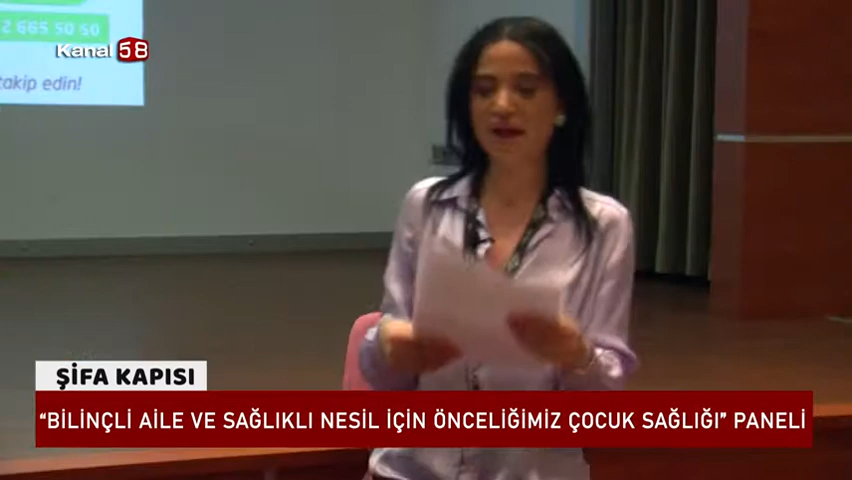 2 665 50 50
Kanal 58
takip edin!
ŞİFA KAPISI
“BİLİNÇLİ AİLE VE SAĞLIKLI NESİL İÇİN ÖNCELİĞİMİZ ÇOCUK SAĞLIĞI” PANELİ